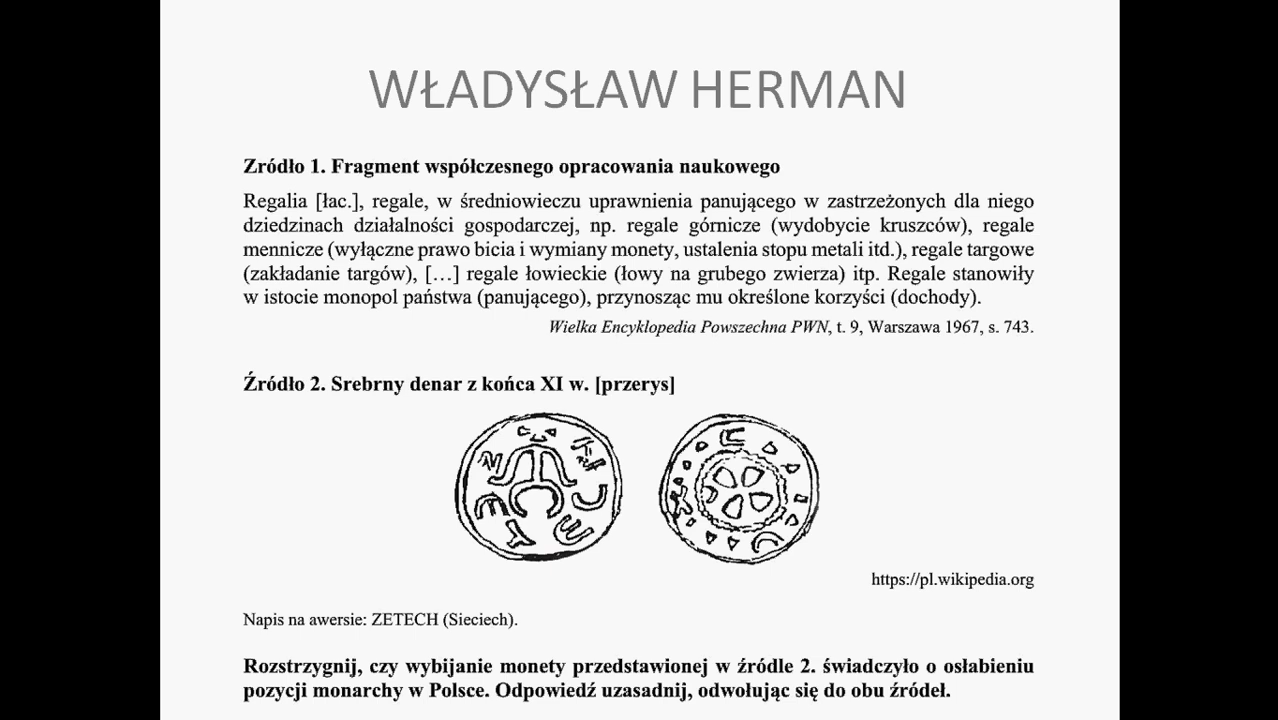 WŁADYSŁAW HERMAN
Zródło 1. Fragment współczesnego opracowania naukowego
Regalia [łac.], regale, w średniowieczu uprawnienia panującego w zastrzeżonych dla niego
dziedzinach działalności gospodarczej, np. regale górnicze (wydobycie kruszców), regale
mennicze (wyłączne prawo bicia i wymiany monety, ustalenia stopu metali itd.), regale targowe
(zakładanie targów), […] regale łowieckie (łowy na grubego zwierza) itp. Regale stanowiły
w istocie monopol państwa (panującego), przynosząc mu określone korzyści (dochody).
Wielka Encyklopedia Powszechna PWN, t. 9, Warszawa 1967, s. 743.
Źródło 2. Srebrny denar z końca XI w. [przerys]
https://pl.wikipedia.org
Napis na awersie: ZETECH (Sieciech).
Rozstrzygnij, czy wybijanie monety przedstawionej w źródle 2. świadczyło o osłabieniu
pozycji monarchy w Polsce. Odpowiedź uzasadnij, odwołując się do obu źródeł.